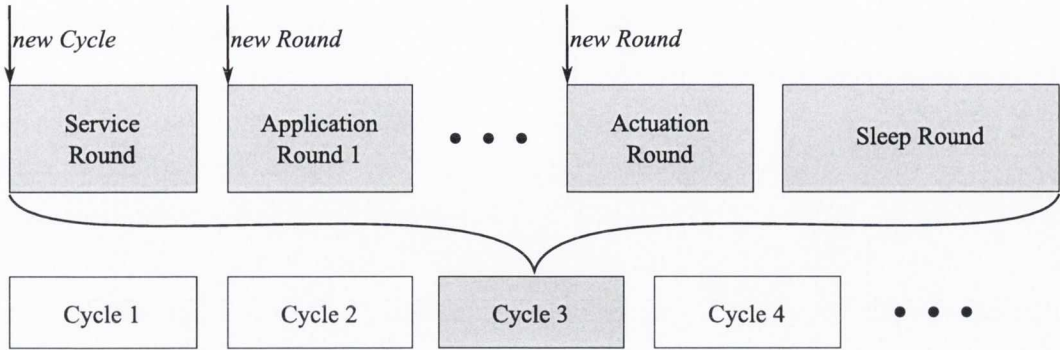 new Cycle
new Round
new Round
Service
Round
Application
Round 1
• • •
Actuation
Round
Sleep Round
Cycle 1
Cycle 2
Cycle 3
Cycle 4
• • •